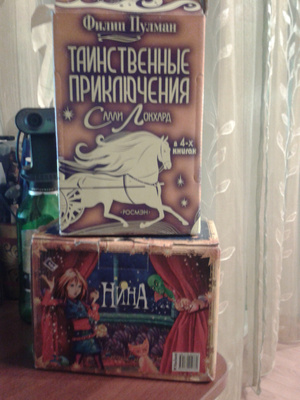 Филип Пулман
ТАИНСТВЕННЫЕ
ПРИКЛЮЧЕНИЯ
САЛЛИ ЛОКХАРД
в 4-х
книгах
РОСМЭН
НИНА